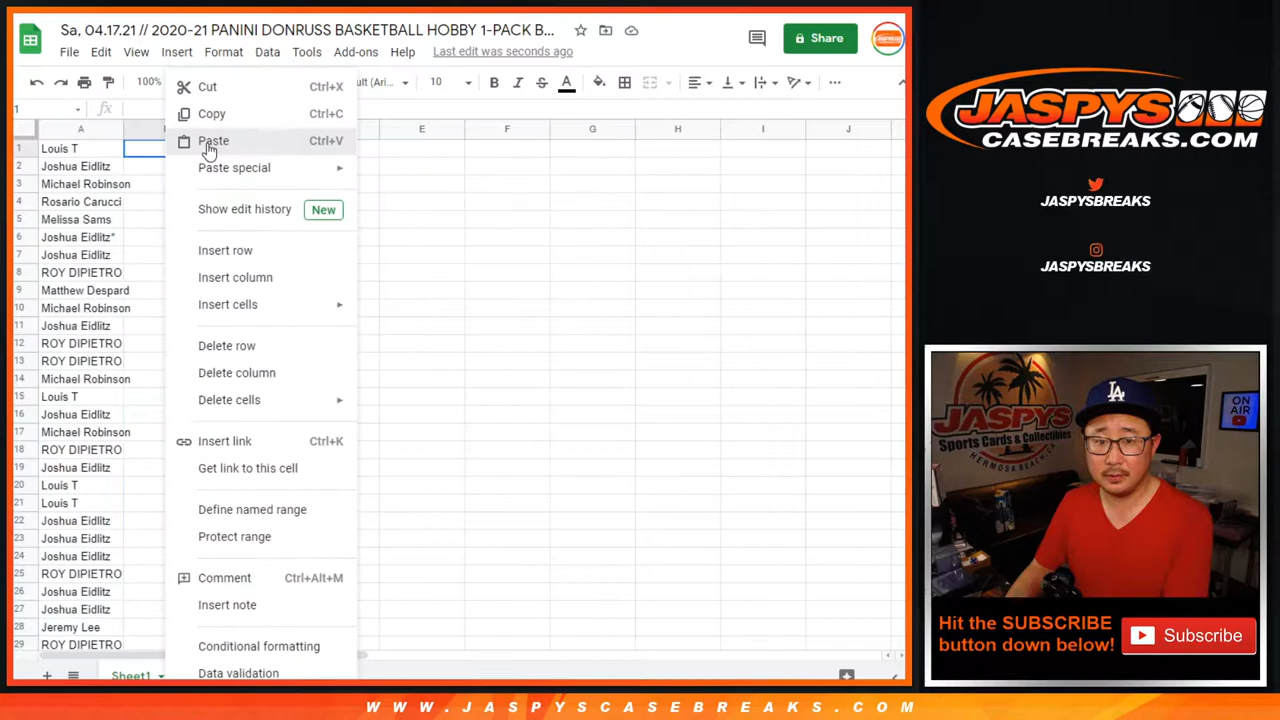 Sa, 04.17.21 // 2020-21 PANINI DONRUSS BASKETBALL HOBBY 1-PACK B...
Share
File Edit View Insert Format Data Tools Add-ons Help Last edit was seconds ago
100% ult (Ari... 10 B I S A
1 fx
A E F G H I J
1 Louis T
2 Joshua Eidlitz
3 Michael Robinson
4 Rosario Carucci
5 Melissa Sams
6 Joshua Eidlitz*
7 Joshua Eidlitz
8 ROY DIPIETRO
9 Matthew Despard
10 Michael Robinson
11 Joshua Eidlitz
12 ROY DIPIETRO
13 ROY DIPIETRO
14 Michael Robinson
15 Louis T
16 Joshua Eidlitz
17 Michael Robinson
18 ROY DIPIETRO
19 Joshua Eidlitz
20 Louis T
21 Louis T
22 Joshua Eidlitz
23 Joshua Eidlitz
24 Joshua Eidlitz
25 ROY DIPIETRO
26 Joshua Eidlitz
27 Joshua Eidlitz
28 Jeremy Lee
29 ROY DIPIETRO
Cut Ctrl+X
Copy Ctrl+C
Paste Ctrl+V
Paste special
Show edit history New
Insert row
Insert column
Insert cells
Delete row
Delete column
Delete cells
Insert link Ctrl+K
Get link to this cell
Define named range
Protect range
Comment Ctrl+Alt+M
Insert note
Conditional formatting
Data validation
Sheet1
JASPYS
CASEBREAKS.COM
JASPYSBREAKS
JASPYSBREAKS
JASPYS
Sports Cards & Collectibles
HERMOSA BEACH, CA
LA
ON
AIR
Hit the SUBSCRIBE
button down below!
Subscribe
WWW.JASPYSCASEBREAKS.COM